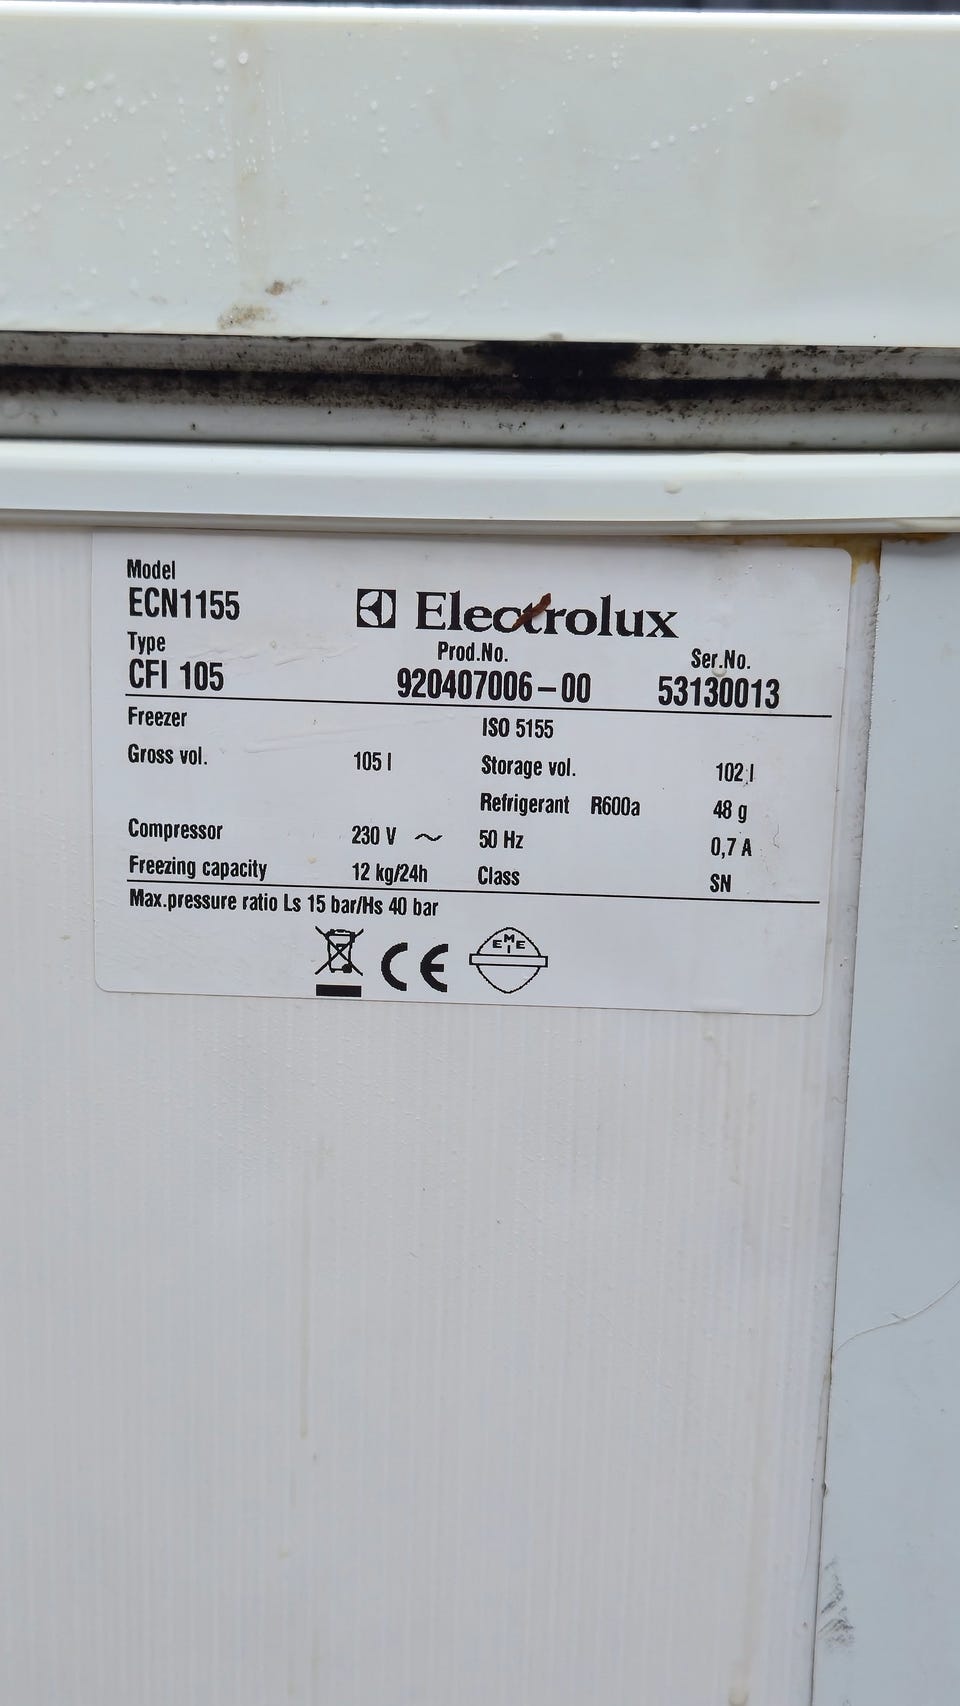 Model
ECN1155
Electrolux
Type
Prod.No.
Ser.No.
CFI 105
920407006-00
53130013
Freezer
ISO 5155
Gross vol. 105 l
Storage vol. 102 l
Refrigerant R600a 48 g
Compressor 230 V ~ 50 Hz 0,7 A
Freezing capacity 12 kg/24h Class SN
Max.pressure ratio Ls 15 bar/Hs 40 bar
CE
EMEI